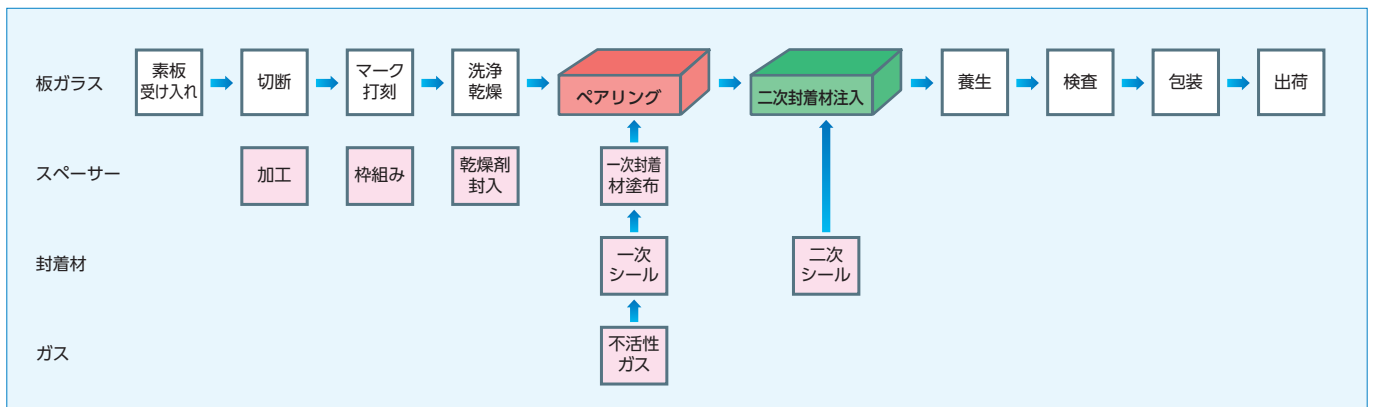 板ガラス
素板
受け入れ
切断
マーク
打刻
洗浄
乾燥
ペアリング
二次封着材注入
養生
検査
包装
出荷
スペーサー
加工
枠組み
乾燥剤
封入
一次封着
材塗布
封着材
一次
シール
二次
シール
ガス
不活性
ガス